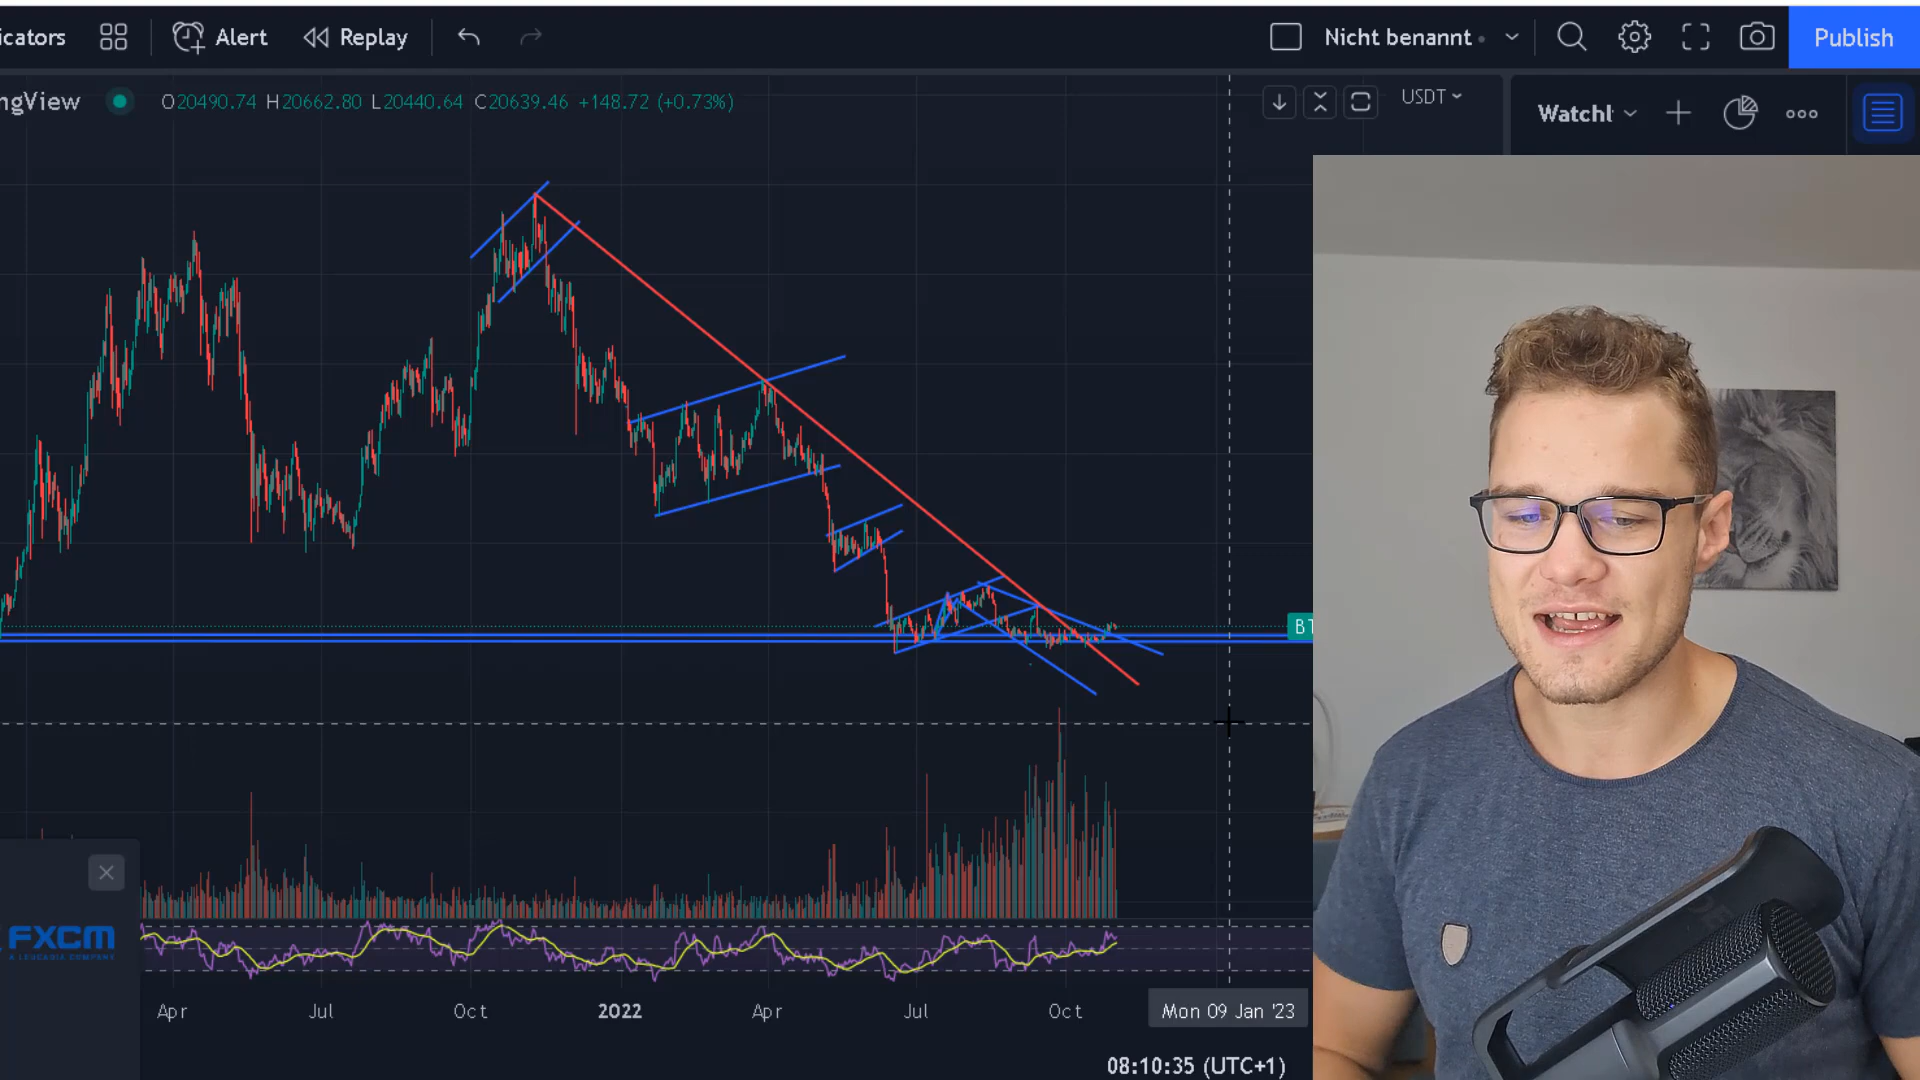 icators Alert Replay Nicht benannt Publish
ngView O20490.74 H20662.80 L20440.64 C20639.46 +148.72 (+0.73%) USDT Watchl
BT
FXCM
A LEUCADIA COMPANY
Apr Jul Oct 2022 Apr Jul Oct Mon 09 Jan '23
08:10:35 (UTC+1)